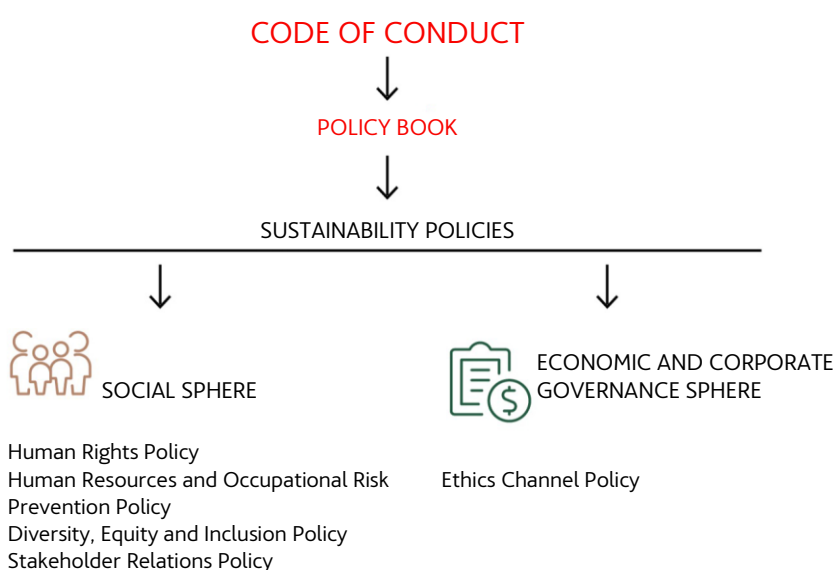 CODE OF CONDUCT
POLICY BOOK
SUSTAINABILITY POLICIES
SOCIAL SPHERE
ECONOMIC AND CORPORATE
GOVERNANCE SPHERE
$
Human Rights Policy
Human Resources and Occupational Risk
Prevention Policy
Diversity, Equity and Inclusion Policy
Stakeholder Relations Policy
Ethics Channel Policy